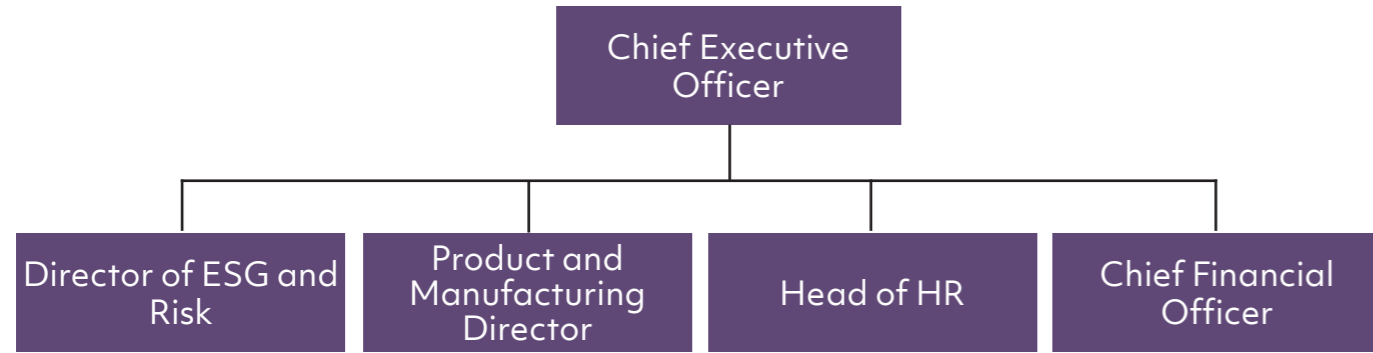 Chief Executive
Officer
Director of ESG and
Risk
Product and
Manufacturing
Director
Head of HR
Chief Financial
Officer